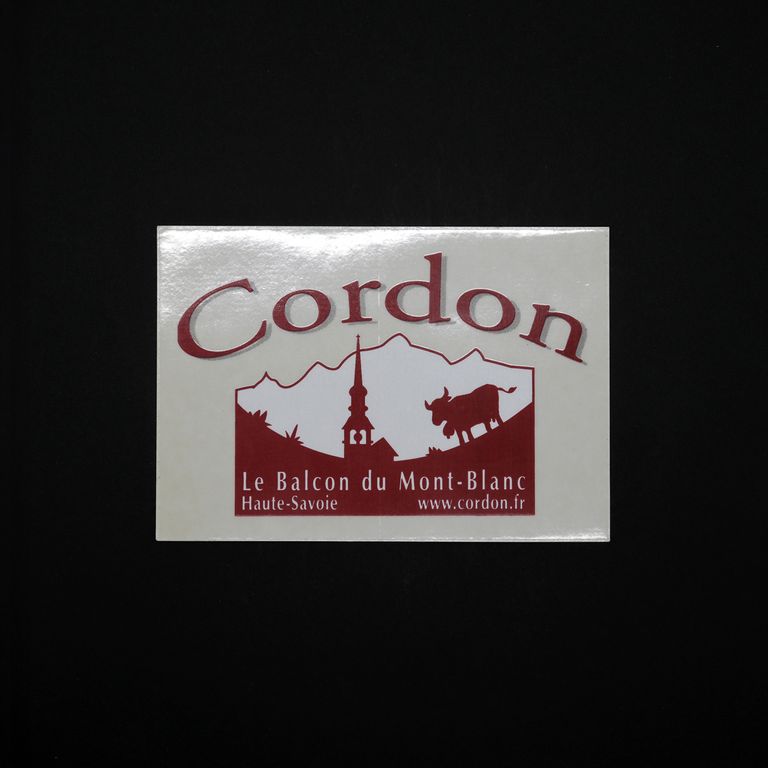 Cordon
Le Balcon du Mont-Blanc
Haute-Savoie www.cordon.fr